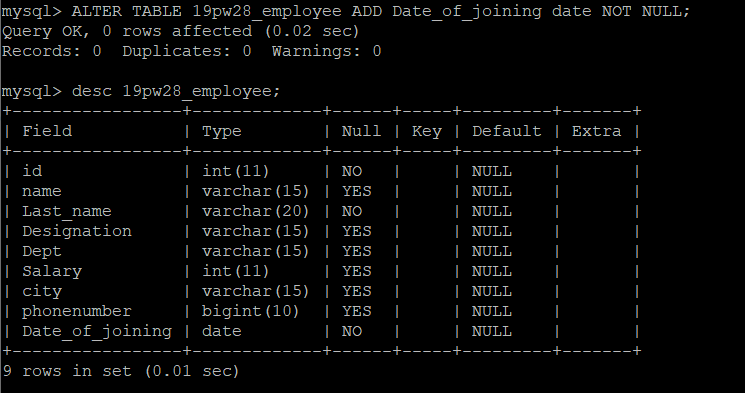 mysql> ALTER TABLE 19pw28_employee ADD Date_of_joining date NOT NULL;
Query OK, 0 rows affected (0.02 sec)
Records: 0  Duplicates: 0  Warnings: 0

mysql> desc 19pw28_employee;
+-----------------+-------------+------+-----+---------+-------+
| Field           | Type        | Null | Key | Default | Extra |
+-----------------+-------------+------+-----+---------+-------+
| id              | int(11)     | NO   |     | NULL    |       |
| name            | varchar(15) | YES  |     | NULL    |       |
| Last_name       | varchar(20) | NO   |     | NULL    |       |
| Designation     | varchar(15) | YES  |     | NULL    |       |
| Dept            | varchar(15) | YES  |     | NULL    |       |
| Salary          | int(11)     | YES  |     | NULL    |       |
| city            | varchar(15) | YES  |     | NULL    |       |
| phonenumber     | bigint(10)  | YES  |     | NULL    |       |
| Date_of_joining | date        | NO   |     | NULL    |       |
+-----------------+-------------+------+-----+---------+-------+
9 rows in set (0.01 sec)